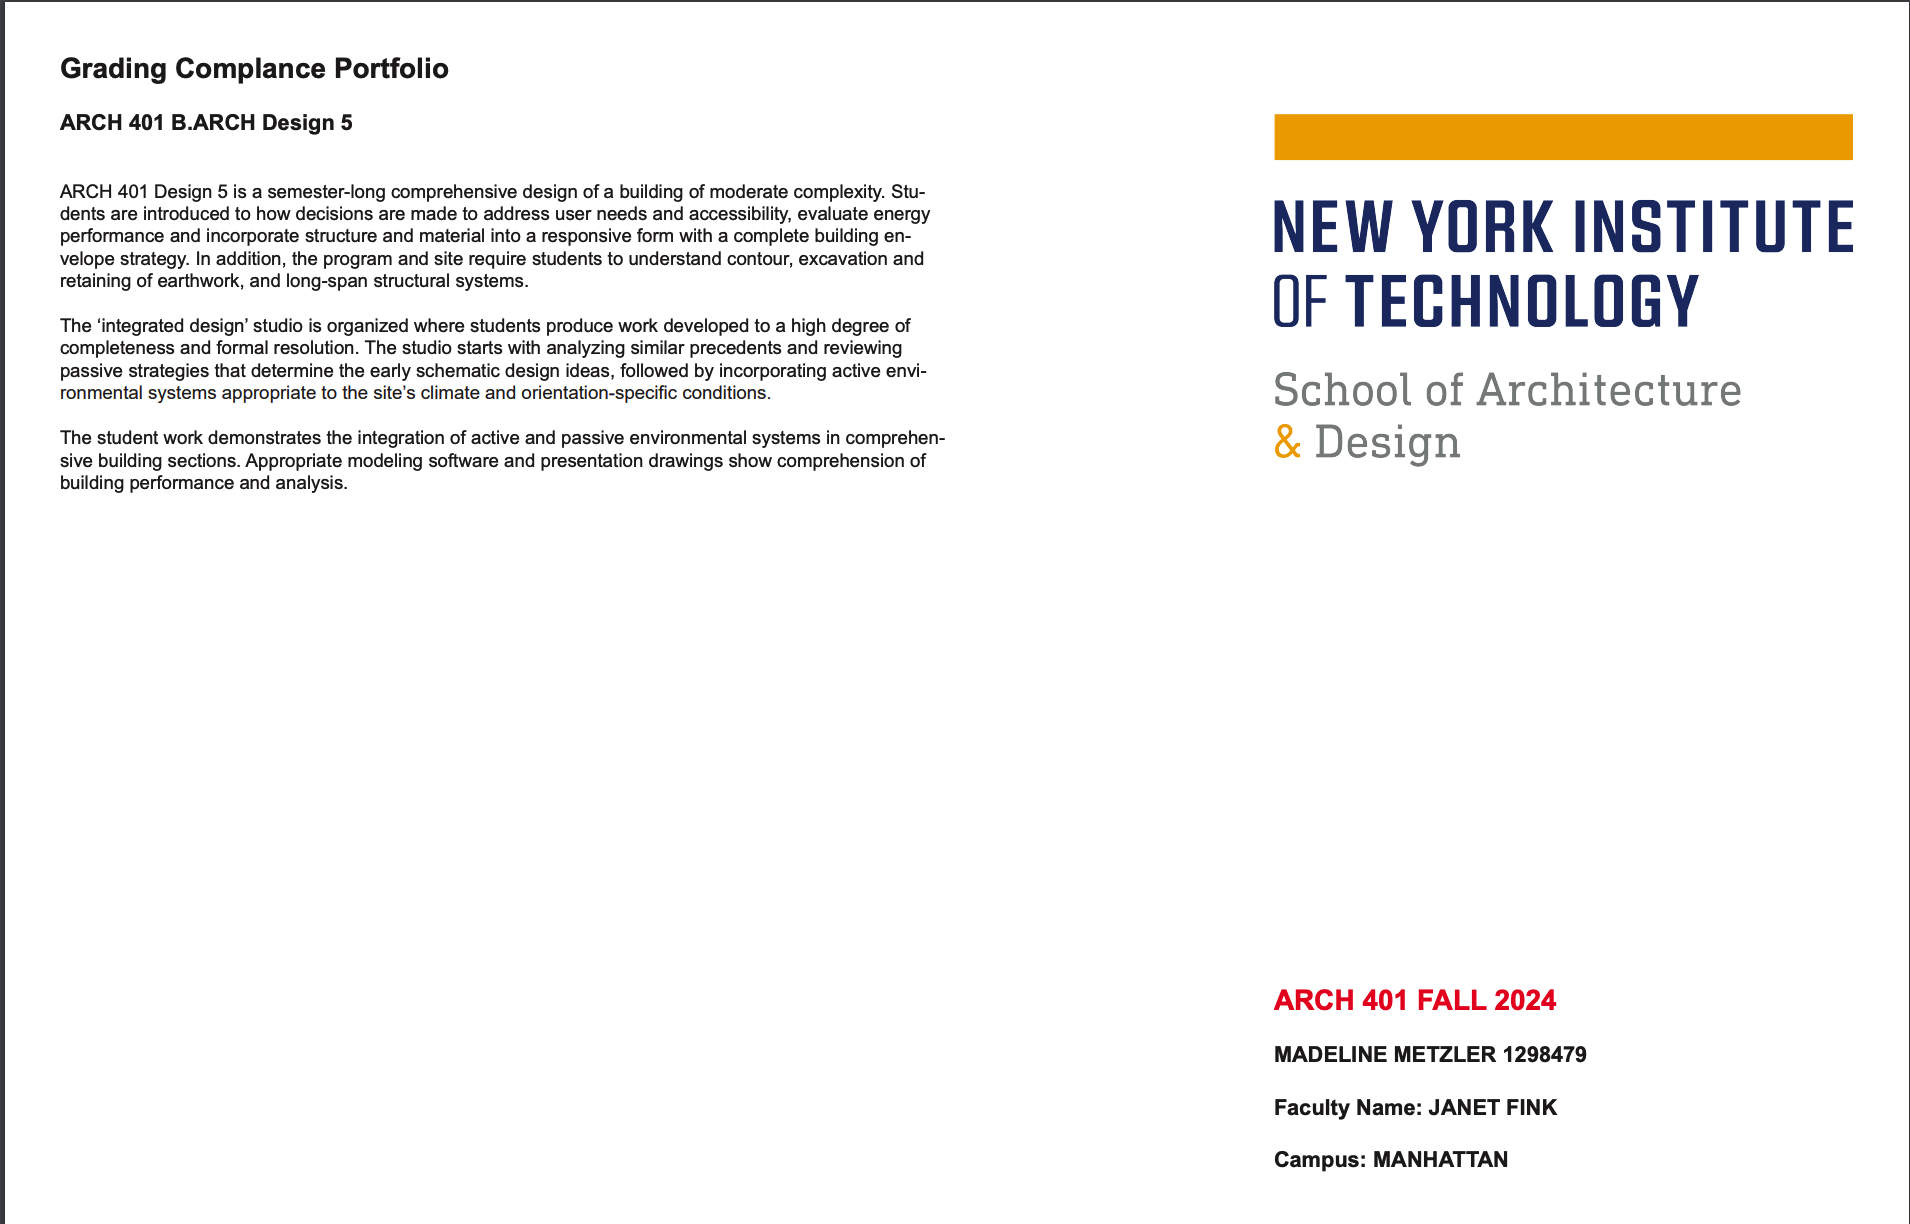 Grading Complance Portfolio
ARCH 401 B.ARCH Design 5
ARCH 401 Design 5 is a semester-long comprehensive design of a building of moderate complexity. Stu-
dents are introduced to how decisions are made to address user needs and accessibility, evaluate energy
performance and incorporate structure and material into a responsive form with a complete building en-
velope strategy. In addition, the program and site require students to understand contour, excavation and
retaining of earthwork, and long-span structural systems.
The ‘integrated design’ studio is organized where students produce work developed to a high degree of
completeness and formal resolution. The studio starts with analyzing similar precedents and reviewing
passive strategies that determine the early schematic design ideas, followed by incorporating active envi-
ronmental systems appropriate to the site’s climate and orientation-specific conditions.
The student work demonstrates the integration of active and passive environmental systems in comprehen-
sive building sections. Appropriate modeling software and presentation drawings show comprehension of
building performance and analysis.
NEW YORK INSTITUTE
OF TECHNOLOGY
School of Architecture
& Design
ARCH 401 FALL 2024
MADELINE METZLER 1298479
Faculty Name: JANET FINK
Campus: MANHATTAN